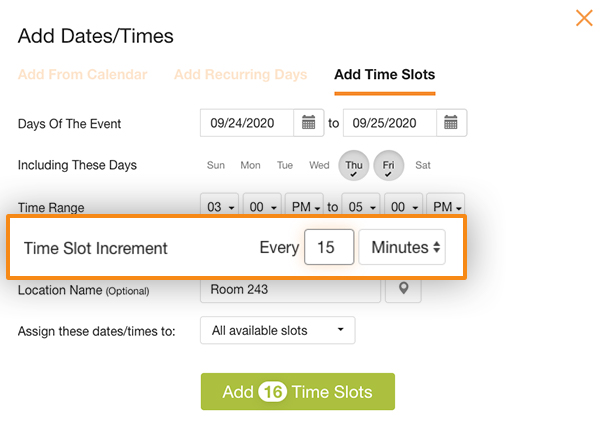 Add Dates/Times
Add From Calendar Add Recurring Days Add Time Slots
Days Of The Event 09/24/2020 to 09/25/2020
Including These Days Sun Mon Tue Wed Thu Fri Sat
Time Range 03 00 PM to 05 00 PM
Time Slot Increment Every 15 Minutes
Location Name (Optional) Room 243
Assign these dates/times to: All available slots
Add 16 Time Slots